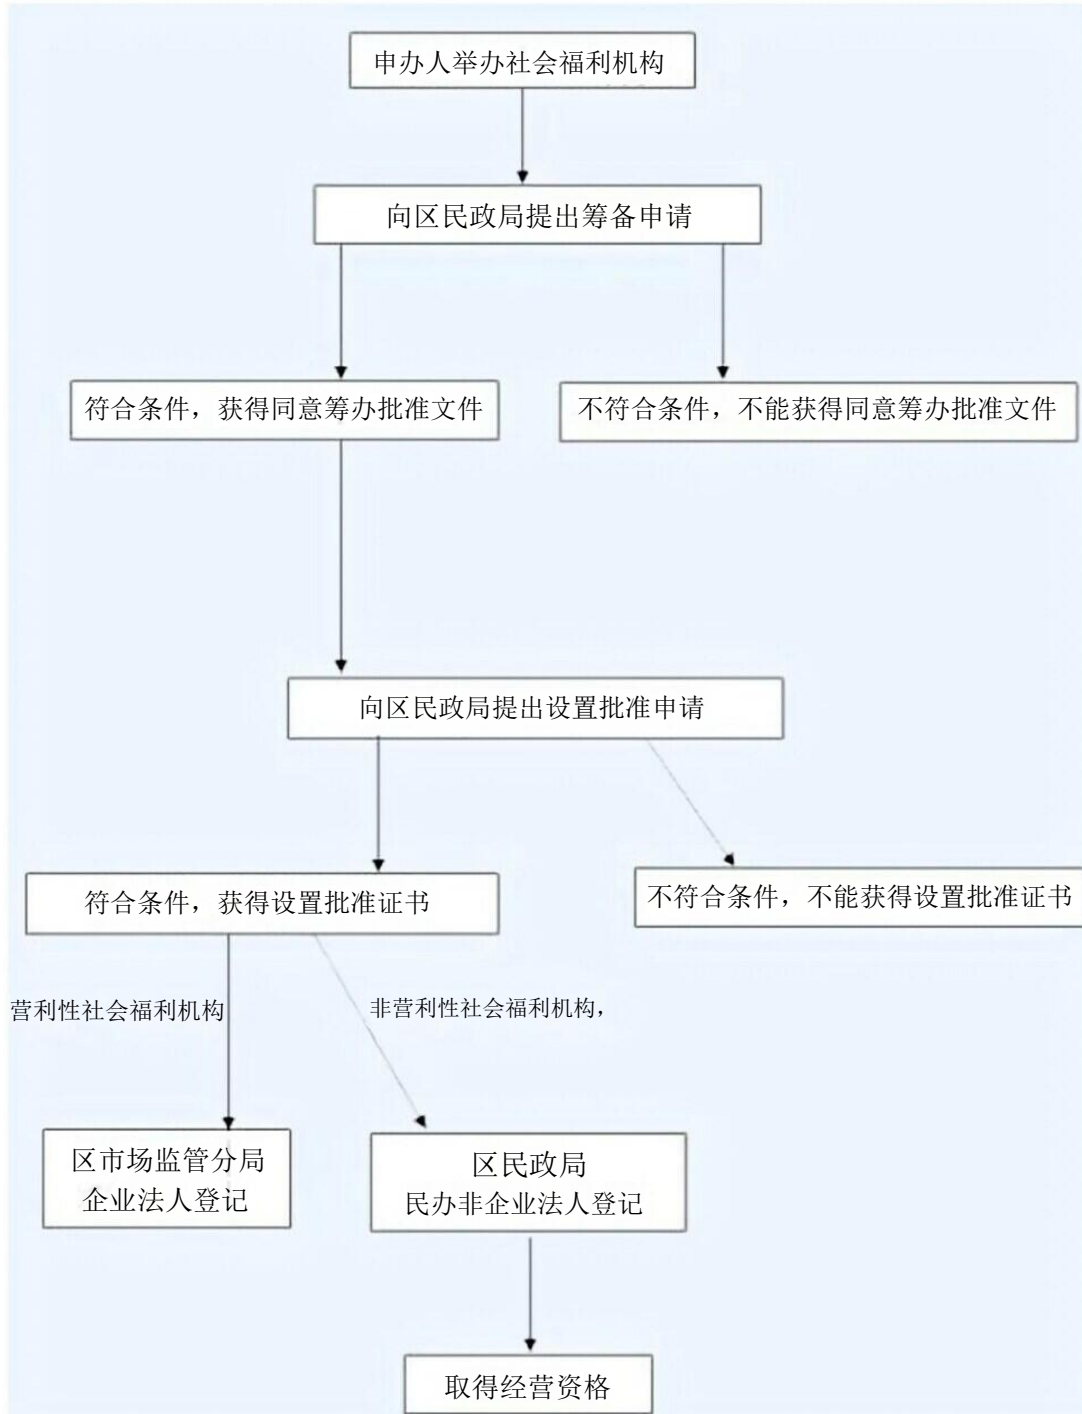 申办人举办社会福利机构
向区民政局提出筹备申请
符合条件，获得同意筹办批准文件
不符合条件，不能获得同意筹办批准文件
向区民政局提出设置批准申请
符合条件，获得设置批准证书
不符合条件，不能获得设置批准证书
营利性社会福利机构
非营利性社会福利机构，
区市场监管分局
企业法人登记
区民政局
民办非企业法人登记
取得经营资格